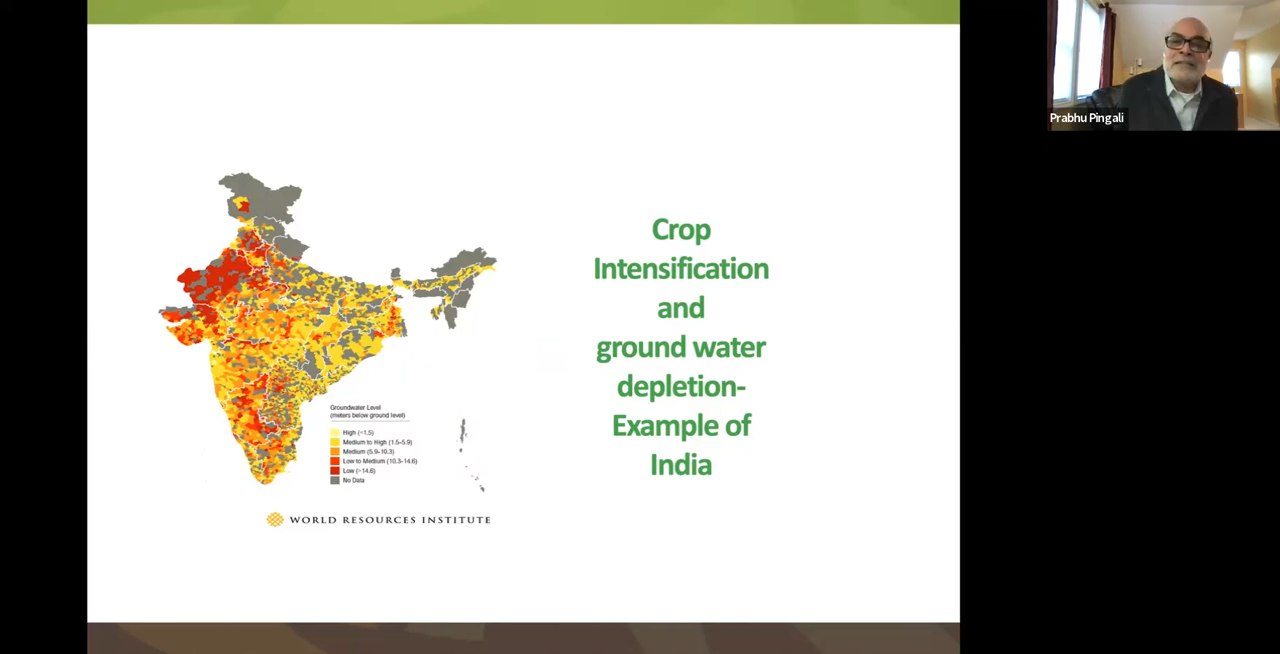 Prabhu Pingali
Crop
Intensification
and
ground water
depletion-
Example of
India
Groundwater Level
(meters below ground level)
High (<1.5)
Medium to High (1.5-5.9)
Medium (5.9-10.3)
Low to Medium (10.3-14.6)
Low (>14.6)
No Data
WORLD RESOURCES INSTITUTE